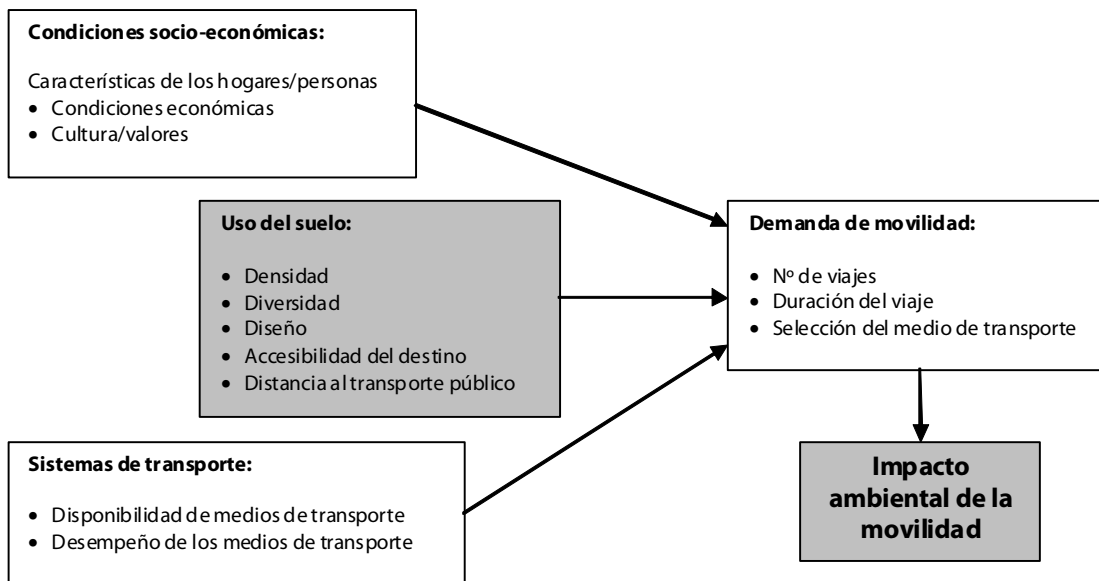 Condiciones socio-económicas:
Características de los hogares/personas
• Condiciones económicas
• Cultura/valores
Uso del suelo:
• Densidad
• Diversidad
• Diseño
• Accesibilidad del destino
• Distancia al transporte público
Sistemas de transporte:
• Disponibilidad de medios de transporte
• Desempeño de los medios de transporte
Demanda de movilidad:
• Nº de viajes
• Duración del viaje
• Selección del medio de transporte
Impacto
ambiental de la
movilidad